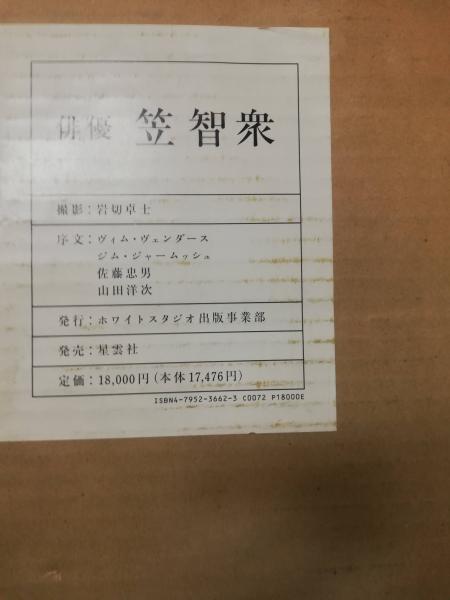 俳優 笠智衆
撮影:岩切卓士
序文:ヴィム・ヴェンダース
ジム・ジャームッシュ
佐藤忠男
山田洋次
発行:ホワイトスタジオ出版事業部
発売:星雲社
定価:18,000円(本体17,476円)
ISBN4-7952-3662-3 C0072 P18000E